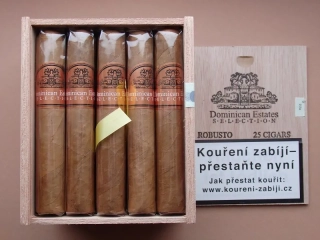 Dominican Estates
SELECTION
ROBUSTO 25 CIGARS
Kouření zabíjí–
přestaňte nyní
Jak přestat kouřit:
www.koureni-zabiji.cz